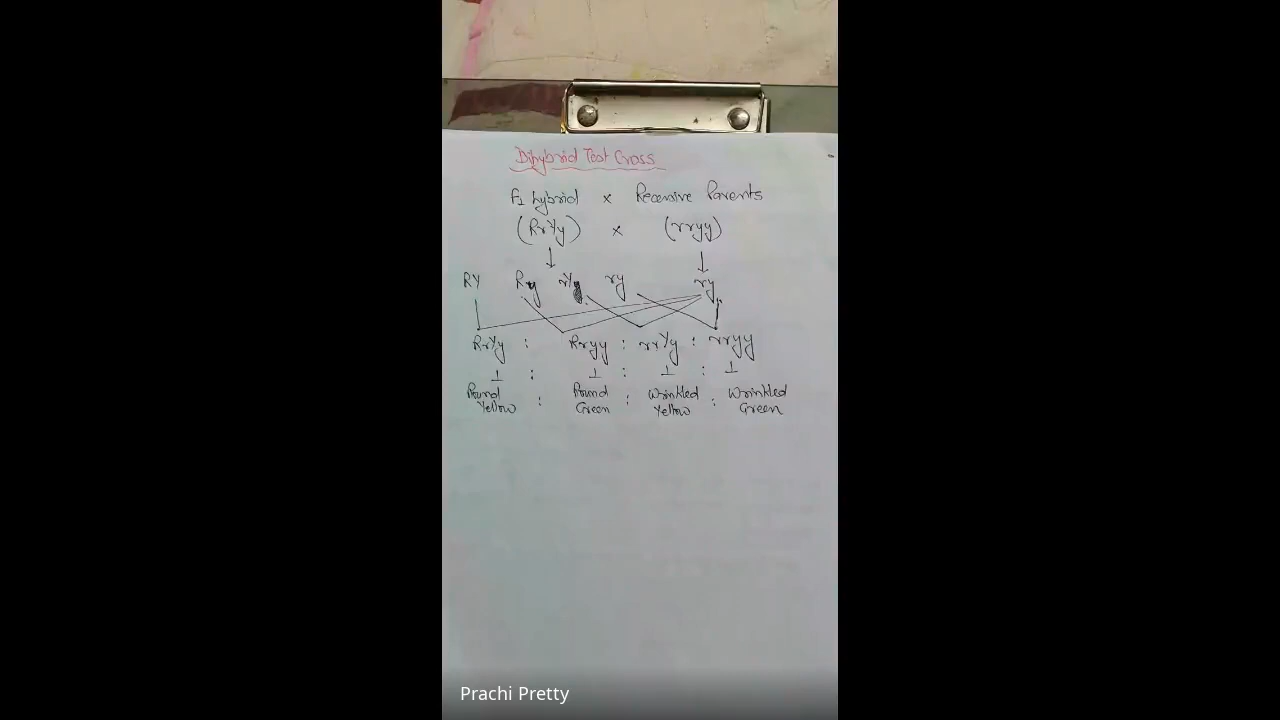 Dihybrid Test Cross
F1 hybrid × Recessive Parents
(RrYy) × (rryy)
RY Ry rY ry ry
RrYy : Rryy : rrYy : rryy
1 : 1 : 1 : 1
Round Yellow : Round Green : Wrinkled Yellow : Wrinkled Green
Prachi Pretty